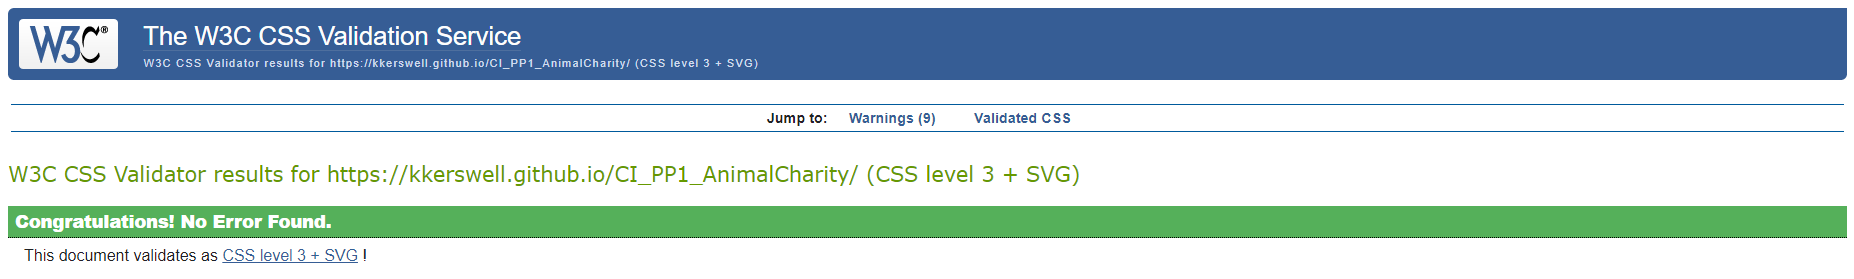 W3C®
The W3C CSS Validation Service
W3C CSS Validator results for https://kkerswell.github.io/CI_PP1_AnimalCharity/ (CSS level 3 + SVG)
Jump to: Warnings (9) Validated CSS
W3C CSS Validator results for https://kkerswell.github.io/CI_PP1_AnimalCharity/ (CSS level 3 + SVG)
Congratulations! No Error Found.
This document validates as CSS level 3 + SVG !